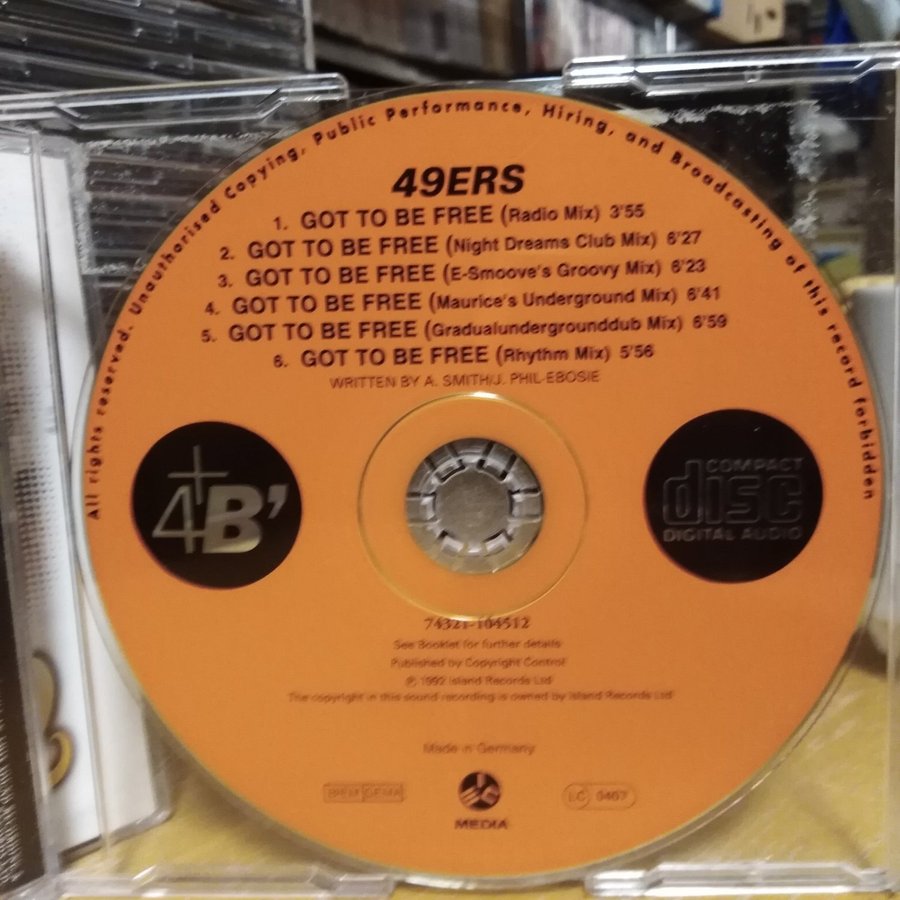 All rights reserved. Unauthorised Copying, Public Performance, Hiring, and Broadcasting of this record forbidden
49ERS
1. GOT TO BE FREE (Radio Mix) 3'55
2. GOT TO BE FREE (Night Dreams Club Mix) 6'27
3. GOT TO BE FREE (E-Smoove's Groovy Mix) 6'23
4. GOT TO BE FREE (Maurice's Underground Mix) 6'41
5. GOT TO BE FREE (Gradualundergrounddub Mix) 6'59
6. GOT TO BE FREE (Rhythm Mix) 5'56
WRITTEN BY A. SMITH/J. PHIL-EBOSIE
4+B'
COMPACT
disc
DIGITAL AUDIO
74321-104512
See Booklet for further details
Published by Copyright Control
℗ 1992 Island Records Ltd
The copyright in this sound recording is owned by Island Records Ltd
Made in Germany
BIEM GEMA
LC 0407
MEDIA